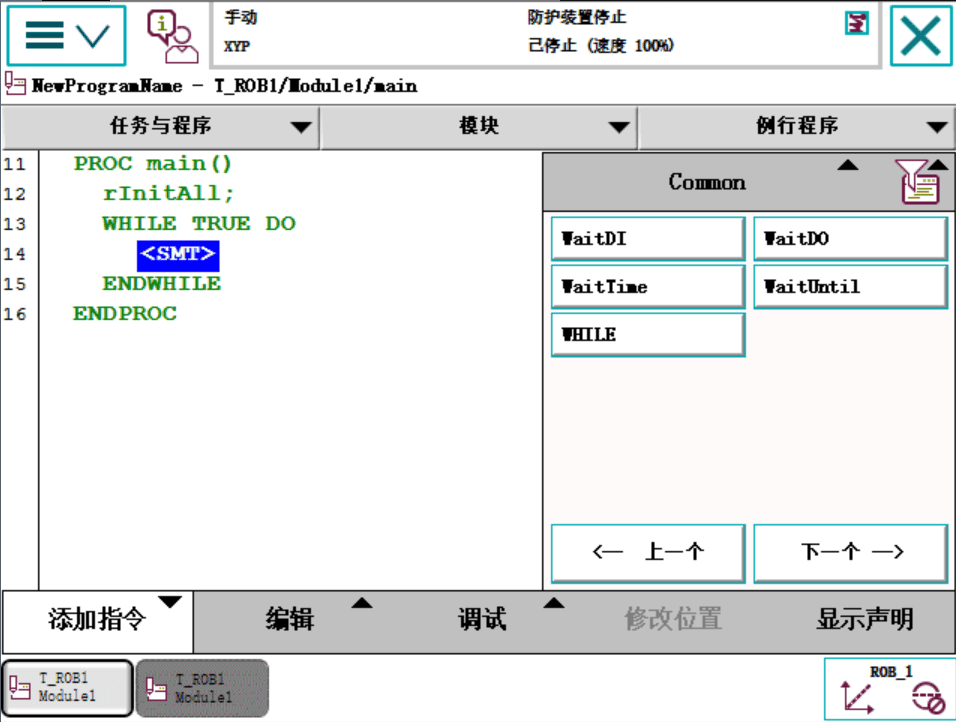 手动
XYP
防护装置停止
己停止 (速度 100%)
NewProgramName - T_ROB1/Module1/main
任务与程序
模块
例行程序
11 PROC main()
12 rInitAll;
13 WHILE TRUE DO
14 <SMT>
15 ENDWHILE
16 ENDPROC
Common
WaitDI
WaitDO
WaitTime
WaitUntil
WHILE
<— 上一个
下一个 —>
添加指令
编辑
调试
修改位置
显示声明
T_ROB1
Module1
T_ROB1
Module1
ROB_1